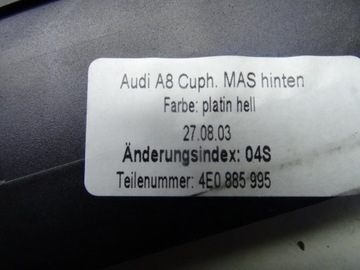 Audi A8 Cuph. MAS hinten
Farbe: platin hell
27.08.03
Änderungsindex: 04S
Teilenummer: 4E0 885 995